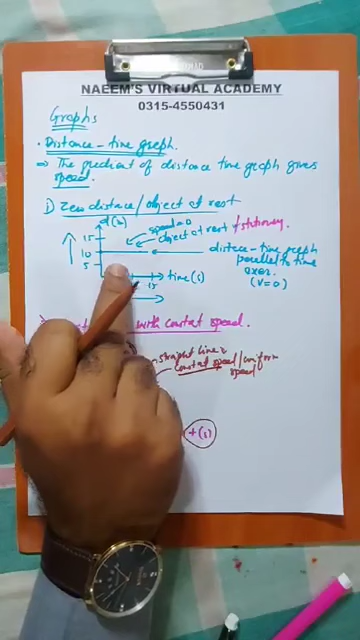 NAEEM'S VIRTUAL ACADEMY
0315-4550431
Graphs
• Distance - time graph.
⇒ The gradient of distance time graph gives
speed.
i) Zero distance / object at rest
speed = 0
object at rest / stationary.
15
10
5
distance - time graph
parallel to time
axis.
(V=0)
15
time (s)
with constant speed.
straight line =
constant speed / uniform
speed
t (s)